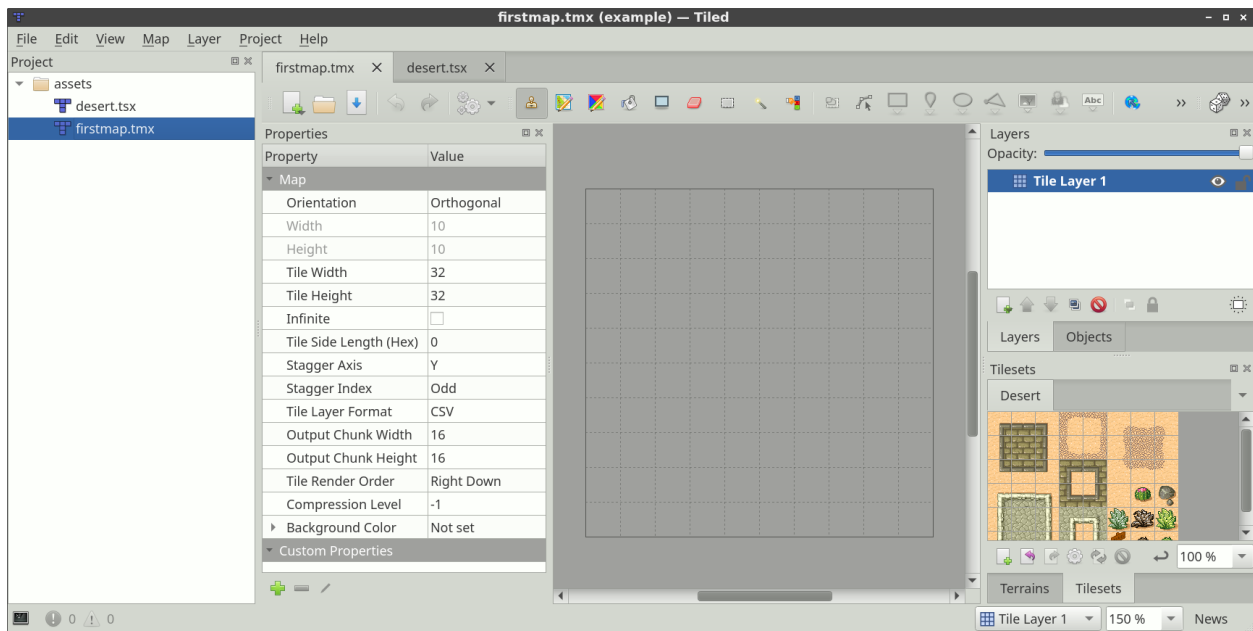 firstmap.tmx (example) — Tiled
File Edit View Map Layer Project Help
Project
assets
desert.tsx
firstmap.tmx
firstmap.tmx desert.tsx
Abc
Properties
Property Value
Map
Orientation Orthogonal
Width 10
Height 10
Tile Width 32
Tile Height 32
Infinite
Tile Side Length (Hex) 0
Stagger Axis Y
Stagger Index Odd
Tile Layer Format CSV
Output Chunk Width 16
Output Chunk Height 16
Tile Render Order Right Down
Compression Level -1
Background Color Not set
Custom Properties
Layers
Opacity:
Tile Layer 1
Layers Objects
Tilesets
Desert
100 %
Terrains Tilesets
0 0
Tile Layer 1 150 % News